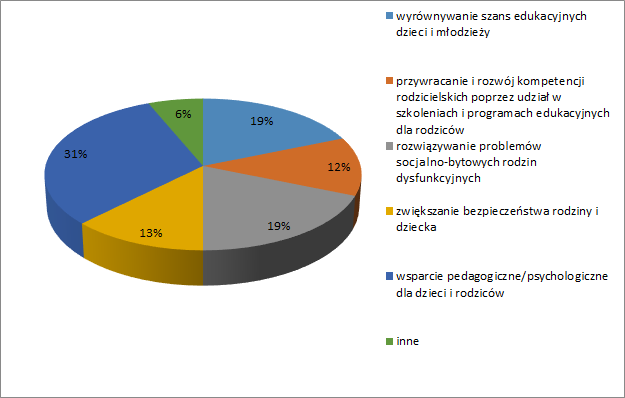 19%
12%
19%
13%
31%
6%
wyrównywanie szans edukacyjnych
dzieci i młodzieży
przywracanie i rozwój kompetencji
rodzicielskich poprzez udział w
szkoleniach i programach edukacyjnych
dla rodziców
rozwiązywanie problemów
socjalno-bytowych rodzin
dysfunkcyjnych
zwiększanie bezpieczeństwa rodziny i
dziecka
wsparcie pedagogiczne/psychologiczne
dla dzieci i rodziców
inne